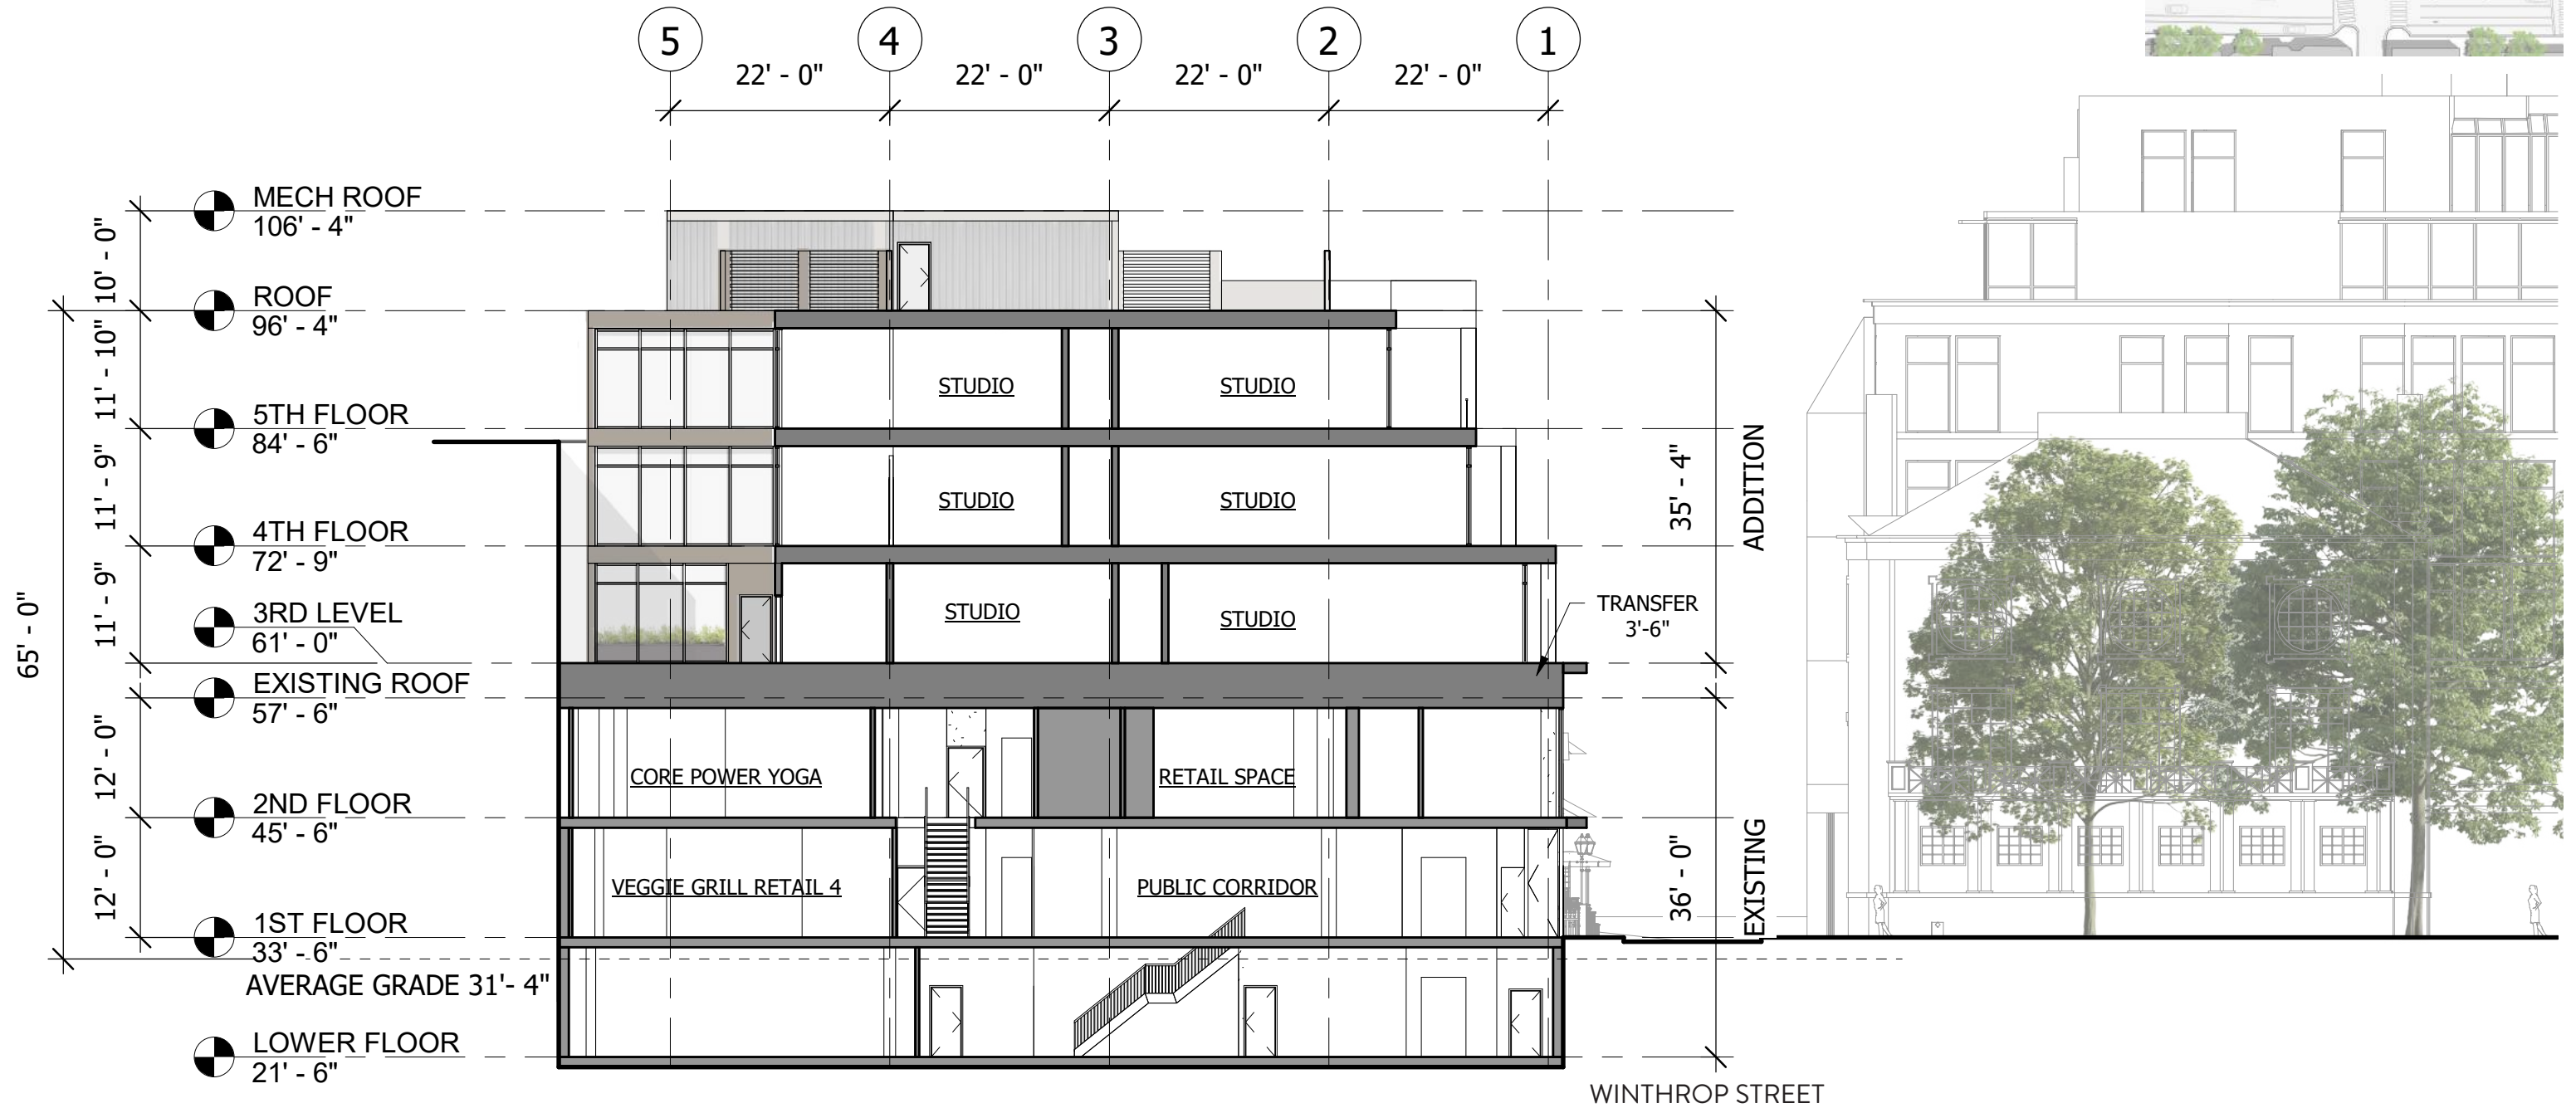 5 4 3 2 1
22' - 0" 22' - 0" 22' - 0" 22' - 0"
MECH ROOF
106' - 4"
10' - 0"
ROOF
96' - 4"
11' - 10"
5TH FLOOR
84' - 6"
11' - 9"
4TH FLOOR
72' - 9"
11' - 9"
3RD LEVEL
61' - 0"
EXISTING ROOF
57' - 6"
12' - 0"
2ND FLOOR
45' - 6"
12' - 0"
1ST FLOOR
33' - 6"
AVERAGE GRADE 31'- 4"
LOWER FLOOR
21' - 6"
65' - 0"
STUDIO STUDIO
STUDIO STUDIO
STUDIO STUDIO
CORE POWER YOGA RETAIL SPACE
VEGGIE GRILL RETAIL 4 PUBLIC CORRIDOR
TRANSFER
3'-6"
35' - 4"
ADDITION
36' - 0"
EXISTING
WINTHROP STREET